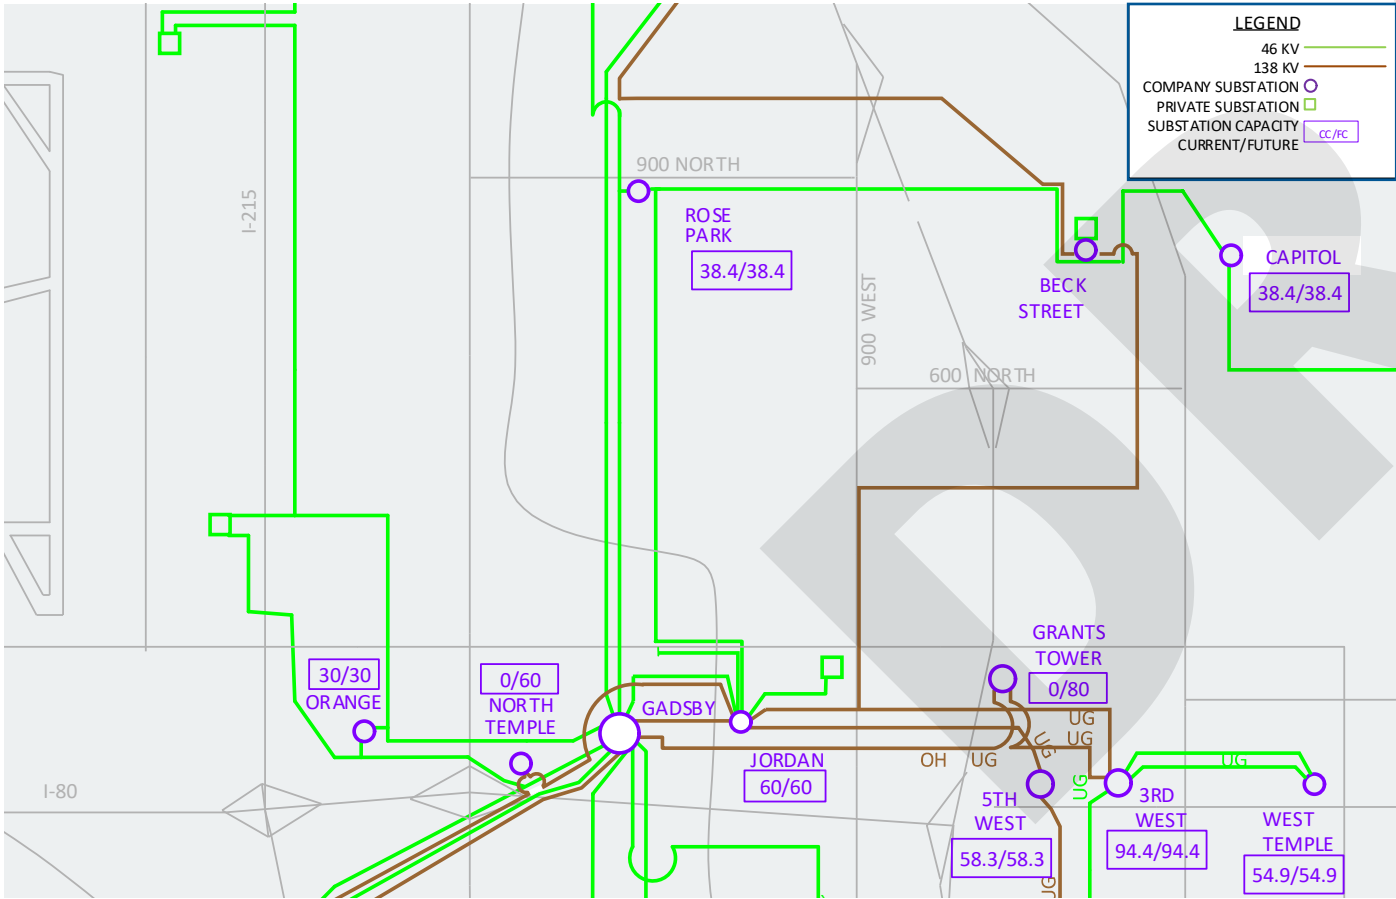 LEGEND
46 KV
138 KV
COMPANY SUBSTATION
PRIVATE SUBSTATION
SUBSTATION CAPACITY
CURRENT/FUTURE
CC/FC
900 NORTH
I-215
ROSE
PARK
38.4/38.4
900 WEST
BECK
STREET
CAPITOL
38.4/38.4
600 NORTH
30/30
ORANGE
0/60
NORTH
TEMPLE
GADSBY
GRANTS
TOWER
0/80
UG
UG
UG
OH
UG
JORDAN
60/60
I-80
UG
UG
5TH
WEST
58.3/58.3
3RD
WEST
94.4/94.4
WEST
TEMPLE
54.9/54.9
UG
D
R